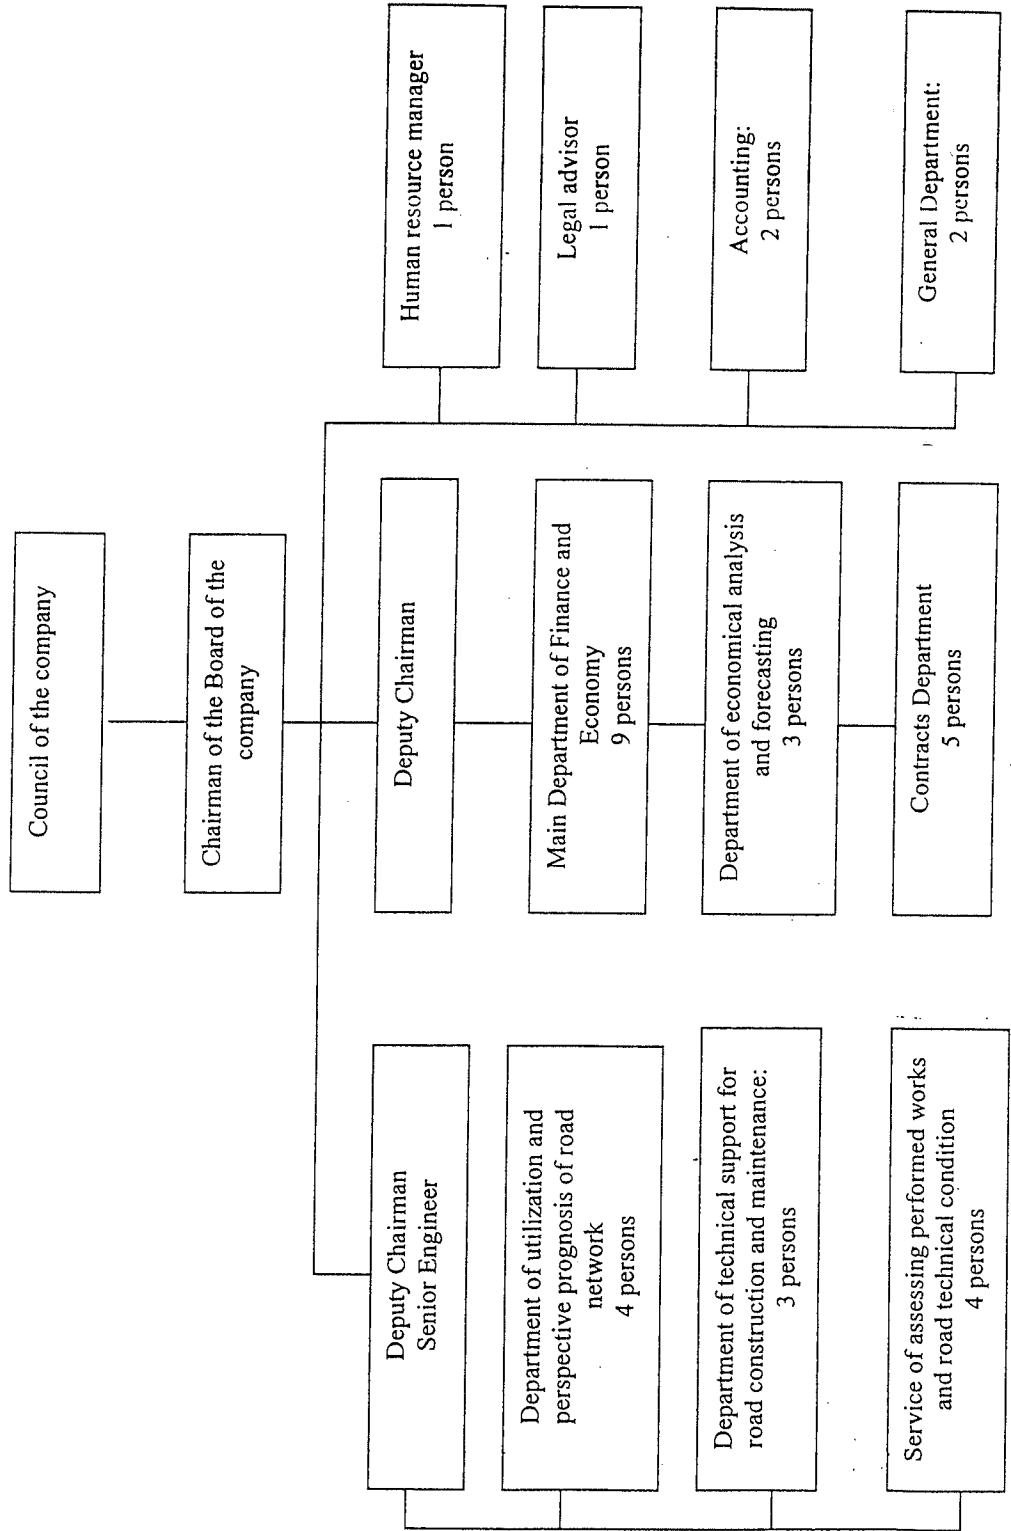 Council of the company
Chairman of the Board of the
company
Deputy Chairman
Senior Engineer
Department of utilization and
perspective prognosis of road
network
4 persons
Department of technical support for
road construction and maintenance:
3 persons
Service of assessing performed works
and road technical condition
4 persons
Deputy Chairman
Main Department of Finance and
Economy
9 persons
Department of economical analysis
and forecasting
3 persons
Contracts Department
5 persons
Human resource manager
1 person
Legal advisor
1 person
Accounting:
2 persons
General Department:
2 persons